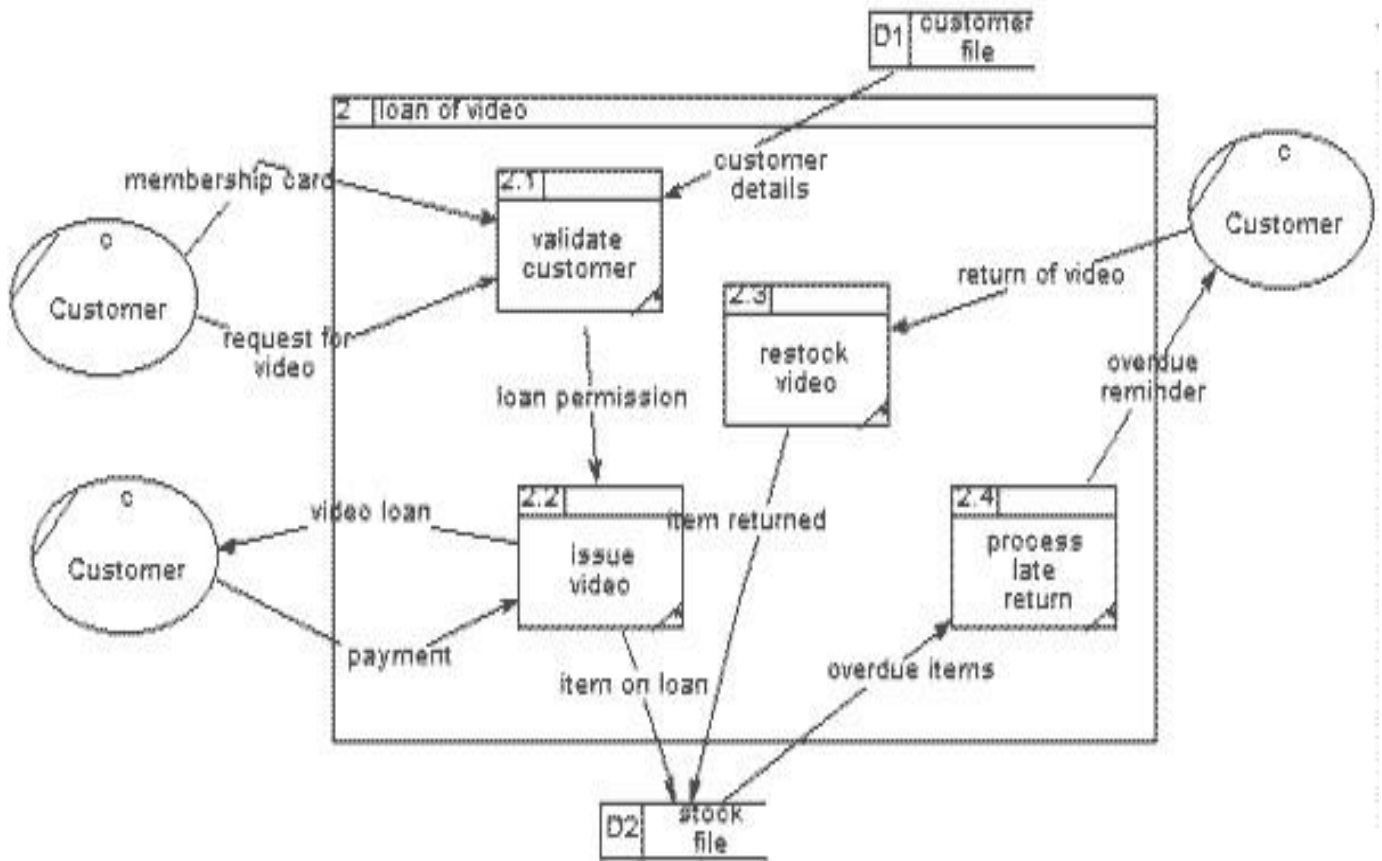 D1 customer
file
2 loan of video
membership card
2.1
customer
details
c
Customer
c
Customer
validate
customer
return of video
2.3
request for
video
restock
video
overdue
reminder
loan permission
c
Customer
video loan
2.2
issue
video
item returned
2.4
process
late
return
payment
item on loan
overdue items
D2 stock
file